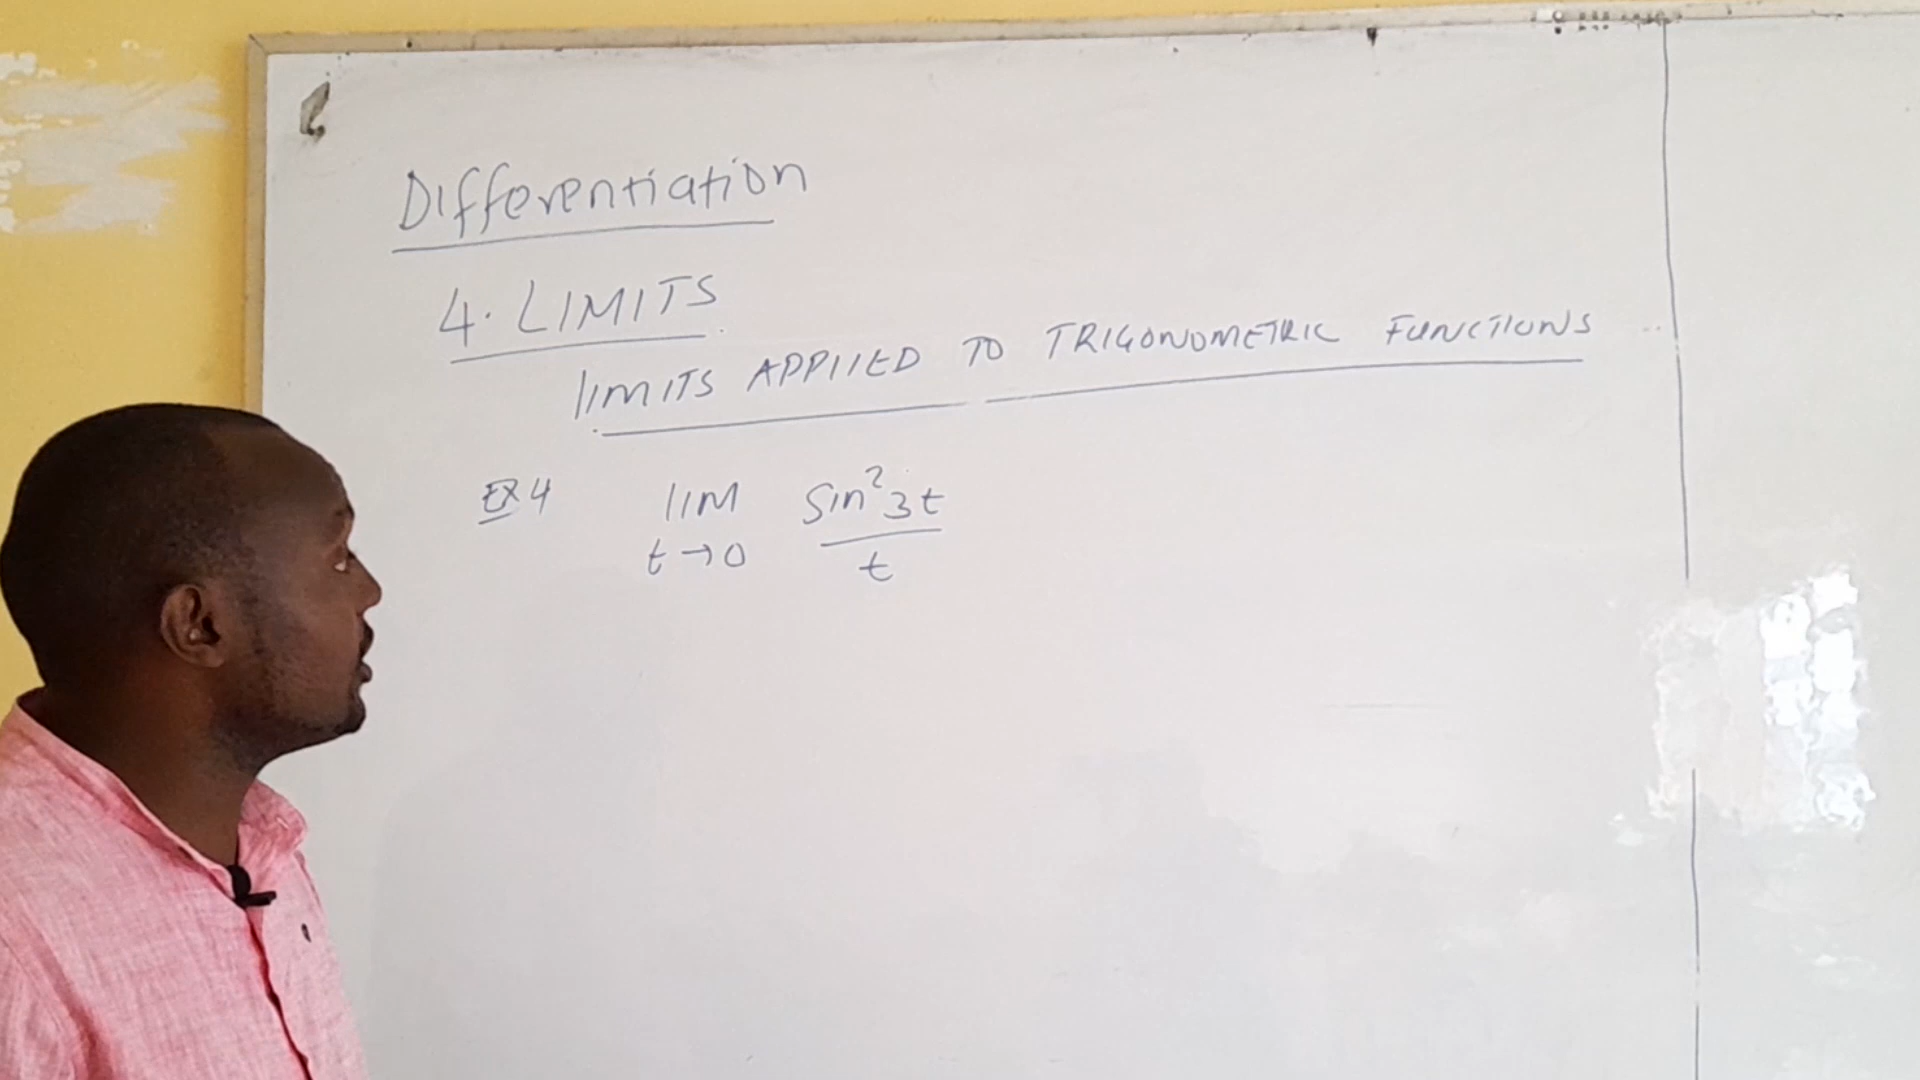 Differentiation
4. LIMITS
LIMITS APPLIED TO TRIGONOMETRIC FUNCTIONS
EX 4 lim t→0 sin²3t / t